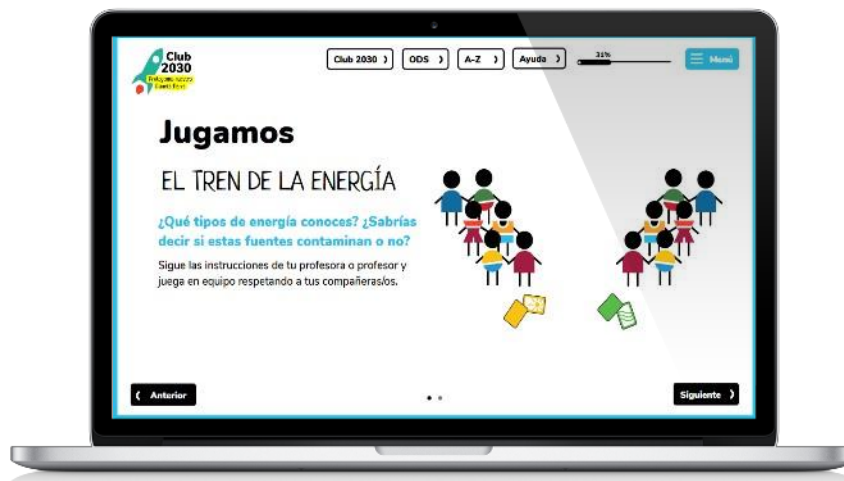 Club
2030
Club 2030
ODS
A-Z
Ayuda
31%
Menú
Jugamos
EL TREN DE LA ENERGÍA
¿Qué tipos de energía conoces? ¿Sabrías
decir si estas fuentes contaminan o no?
Sigue las instrucciones de tu profesora o profesor y
juega en equipo respetando a tus compañeras/os.
Anterior
Siguiente